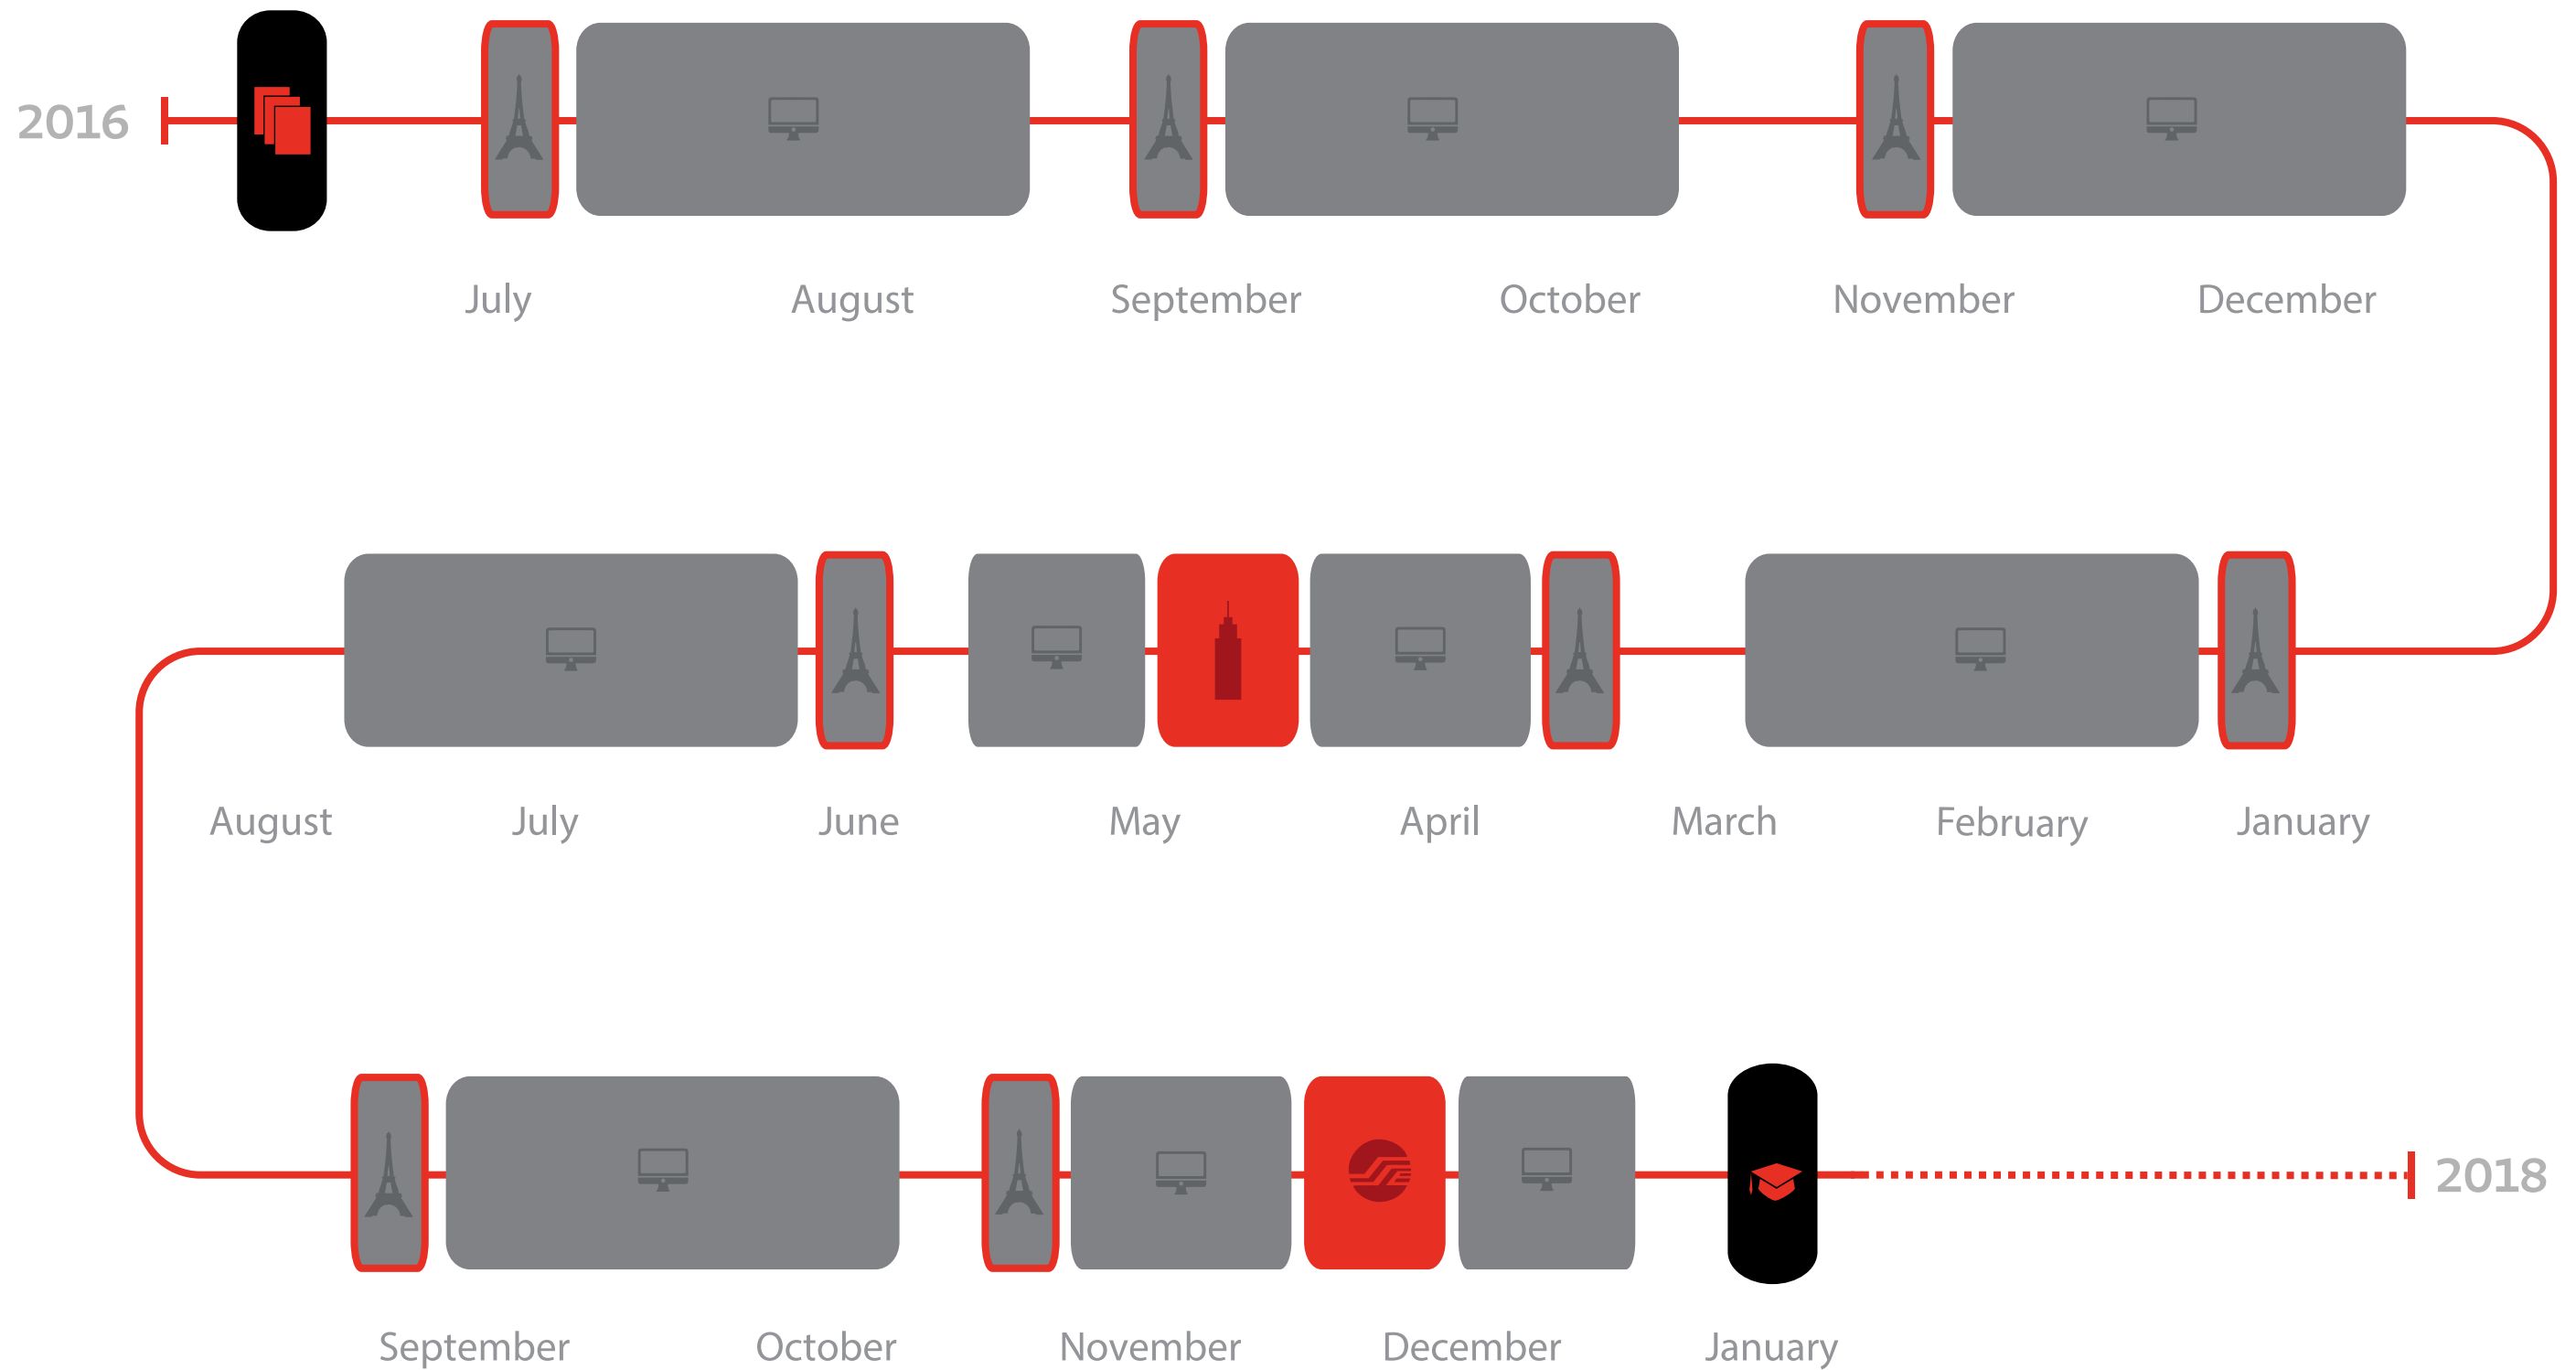 2016
July August September October November December
August July June May April March February January
2018
September October November December January